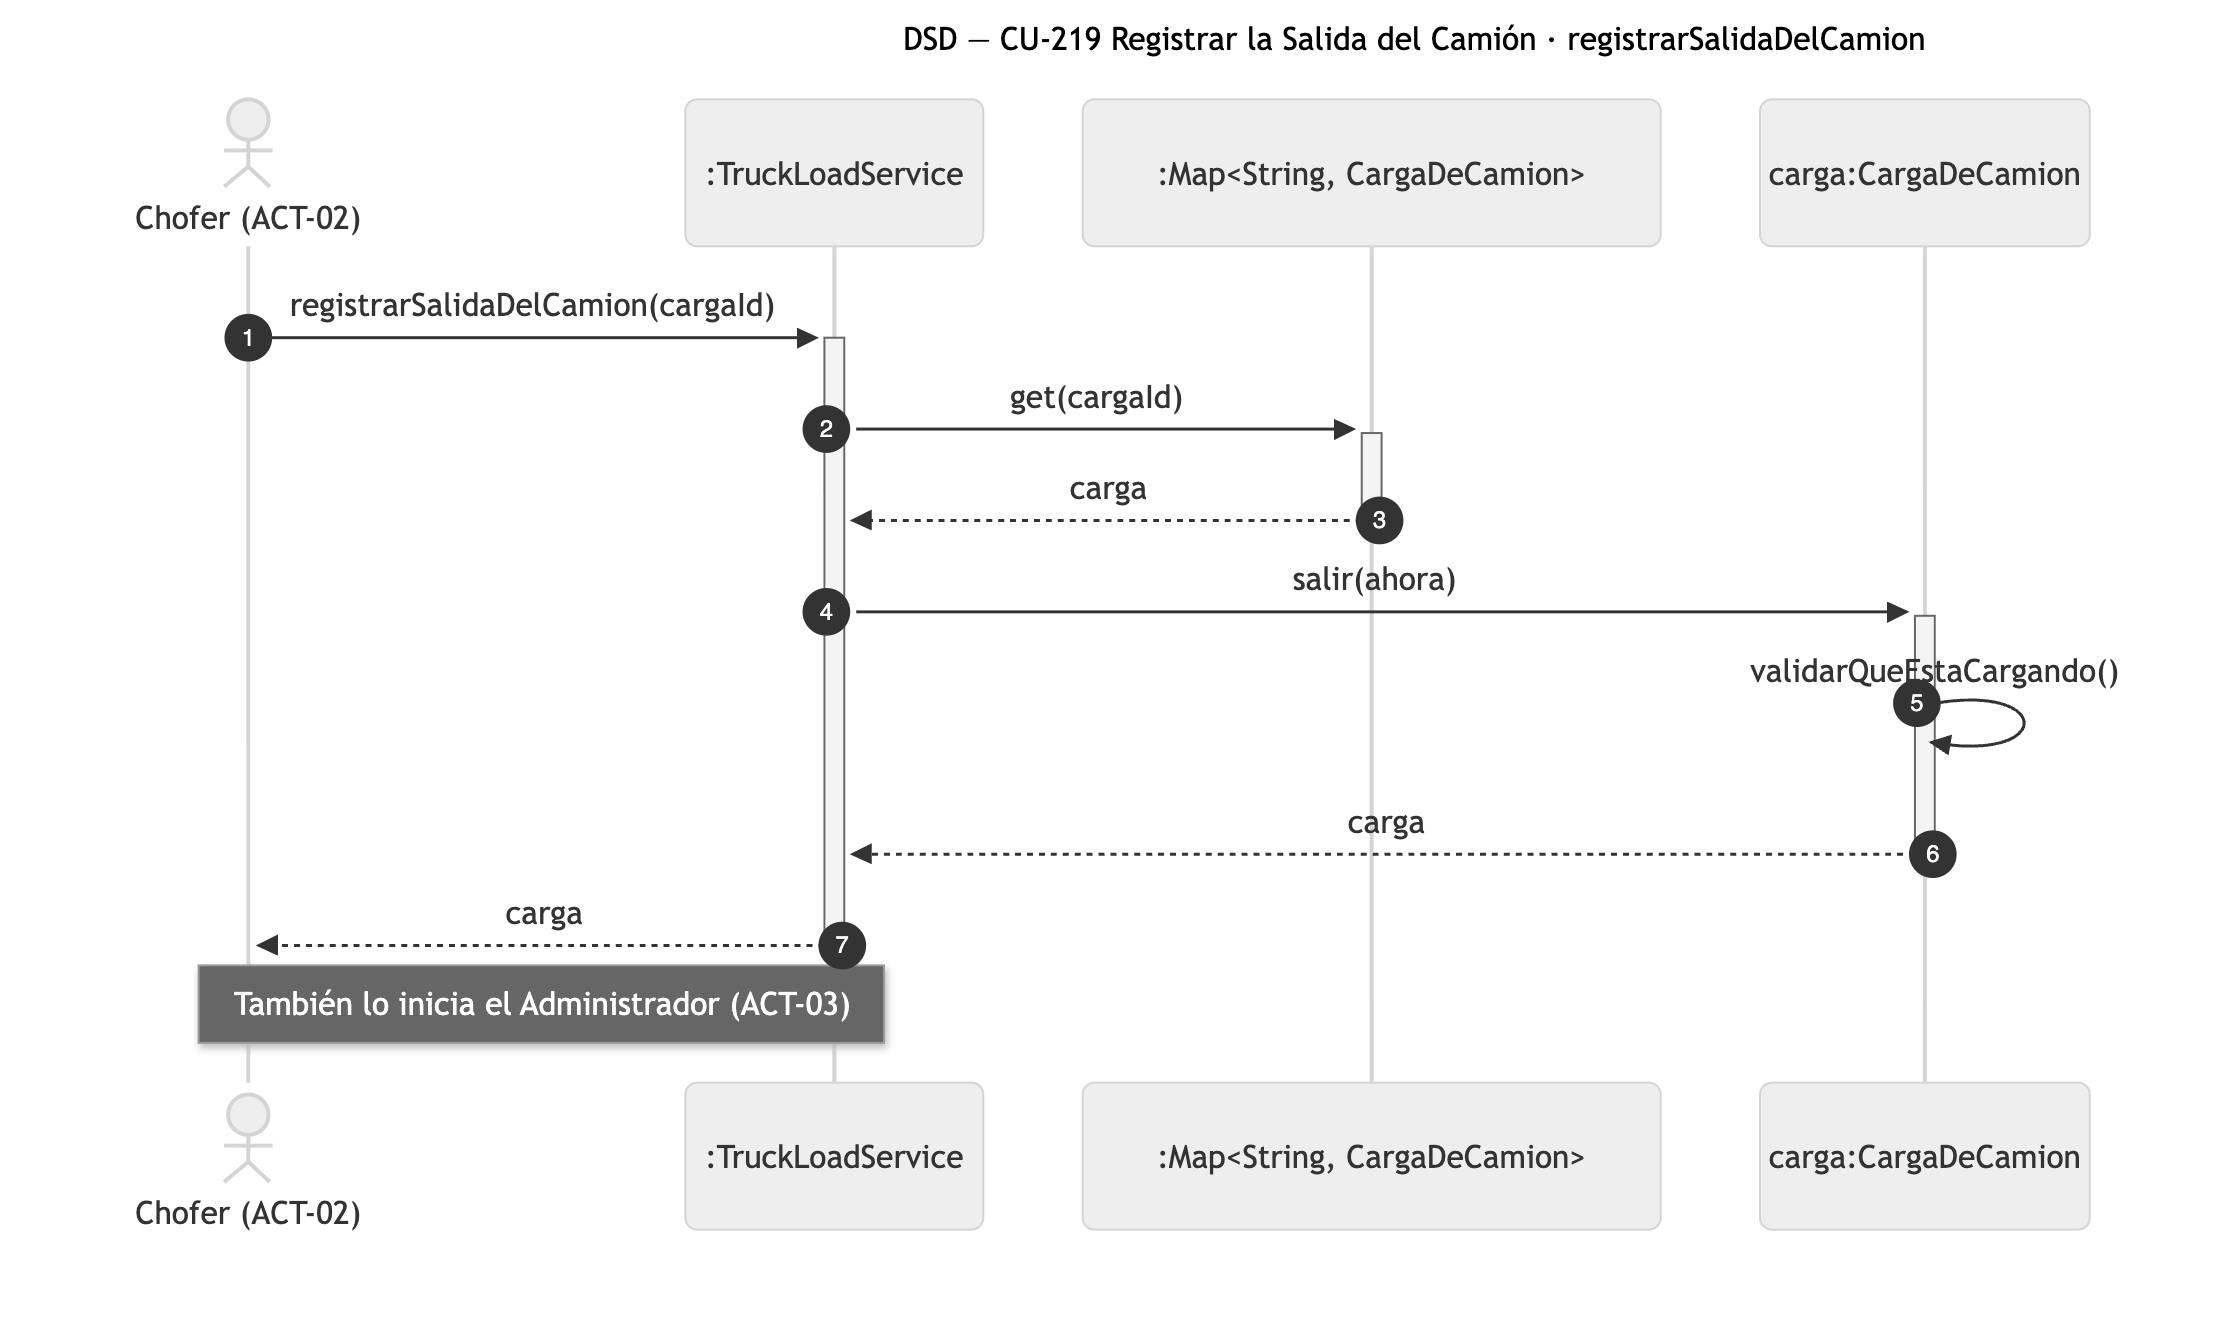 DSD — CU-219 Registrar la Salida del Camión · registrarSalidaDelCamion
Chofer (ACT-02)
:TruckLoadService
:Map<String, CargaDeCamion>
carga:CargaDeCamion
registrarSalidaDelCamion(cargaId)
1
get(cargaId)
2
carga
3
salir(ahora)
4
validarQueEstaCargando()
5
carga
6
carga
7
También lo inicia el Administrador (ACT-03)
:TruckLoadService
:Map<String, CargaDeCamion>
carga:CargaDeCamion
Chofer (ACT-02)